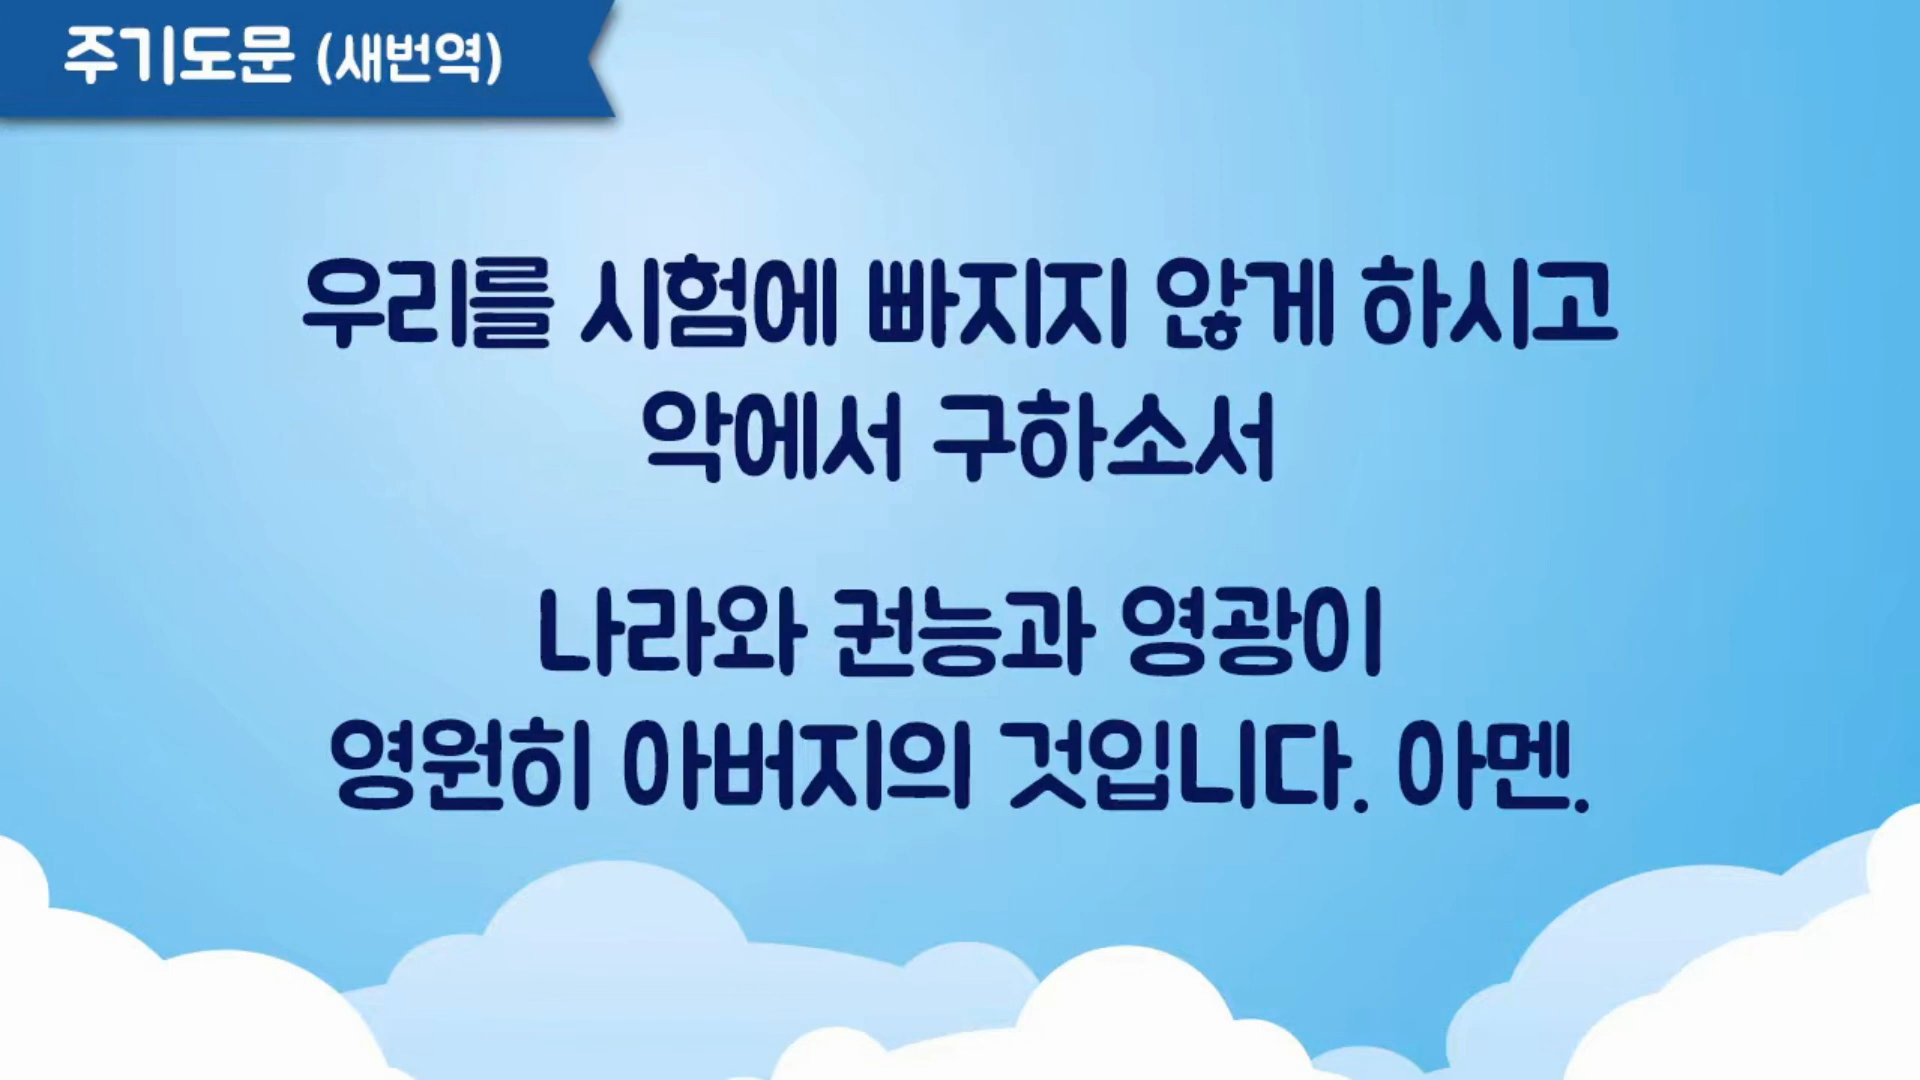 주기도문 (새번역)
우리를 시험에 빠지지 않게 하시고
악에서 구하소서
나라와 권능과 영광이
영원히 아버지의 것입니다. 아멘.